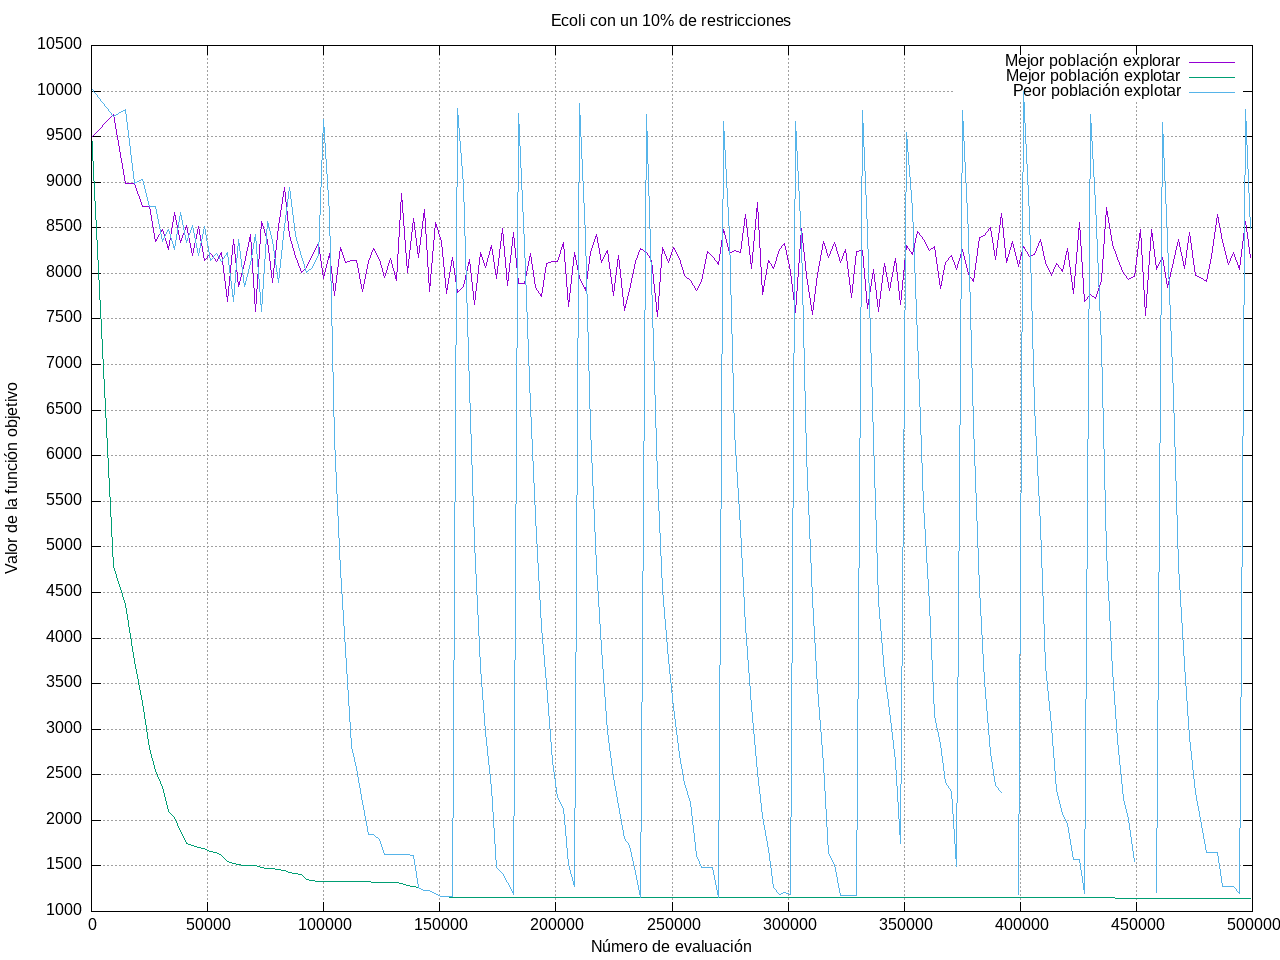 Ecoli con un 10% de restricciones
Mejor población explorar
Mejor población explotar
Peor población explotar
Valor de la función objetivo
10500
10000
9500
9000
8500
8000
7500
7000
6500
6000
5500
5000
4500
4000
3500
3000
2500
2000
1500
1000
0 50000 100000 150000 200000 250000 300000 350000 400000 450000 500000
Número de evaluación